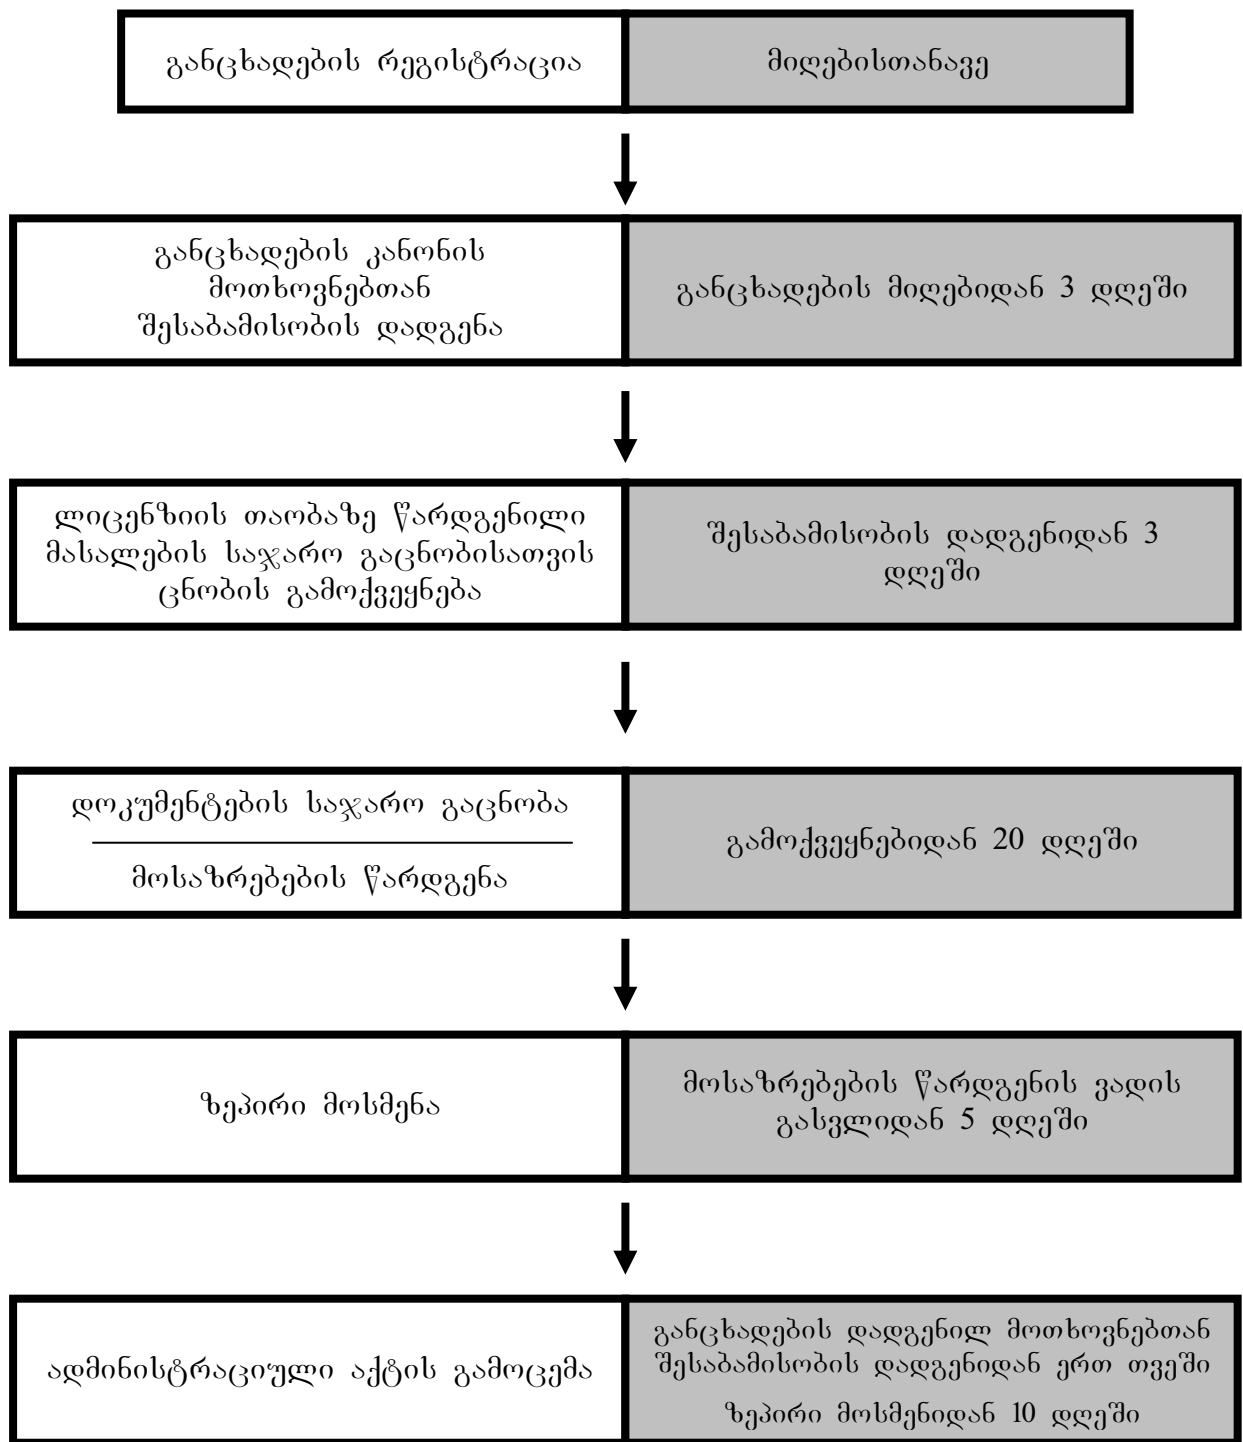 განცხადების რეგისტრაცია
მიღებისთანავე
განცხადების კანონის
მოთხოვნებთან
შესაბამისობის დადგენა
განცხადების მიღებიდან 3 დღეში
ლიცენზიის თაობაზე წარდგენილი
მასალების საჯარო გაცნობისათვის
ცნობის გამოქვეყნება
შესაბამისობის დადგენიდან 3
დღეში
დოკუმენტების საჯარო გაცნობა
მოსაზრებების წარდგენა
გამოქვეყნებიდან 20 დღეში
ზეპირი მოსმენა
მოსაზრებების წარდგენის ვადის
გასვლიდან 5 დღეში
ადმინისტრაციული აქტის გამოცემა
განცხადების დადგენილ მოთხოვნებთან
შესაბამისობის დადგენიდან ერთ თვეში
ზეპირი მოსმენიდან 10 დღეში